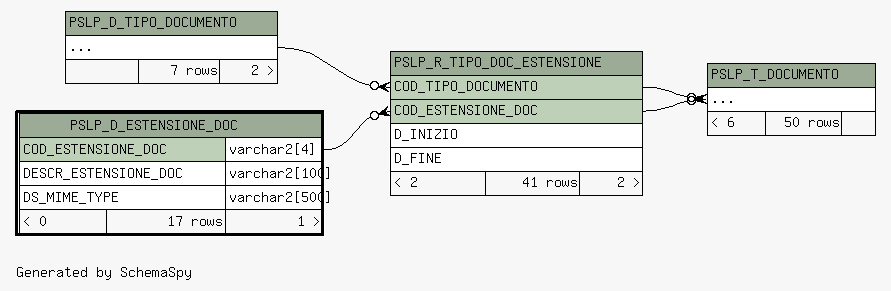 PSLP_D_TIPO_DOCUMENTO
...
7 rows 2 >
PSLP_D_ESTENSIONE_DOC
COD_ESTENSIONE_DOC varchar2[4]
DESCR_ESTENSIONE_DOC varchar2[100]
DS_MIME_TYPE varchar2[500]
< 0 17 rows 1 >
PSLP_R_TIPO_DOC_ESTENSIONE
COD_TIPO_DOCUMENTO
COD_ESTENSIONE_DOC
D_INIZIO
D_FINE
< 2 41 rows 2 >
PSLP_T_DOCUMENTO
...
< 6 50 rows
Generated by SchemaSpy